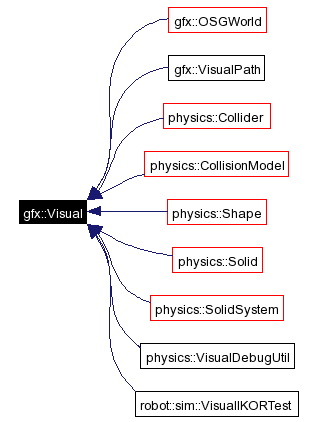 gfx::OSGWorld
gfx::VisualPath
physics::Collider
physics::CollisionModel
gfx::Visual
physics::Shape
physics::Solid
physics::SolidSystem
physics::VisualDebugUtil
robot::sim::VisualIKORTest